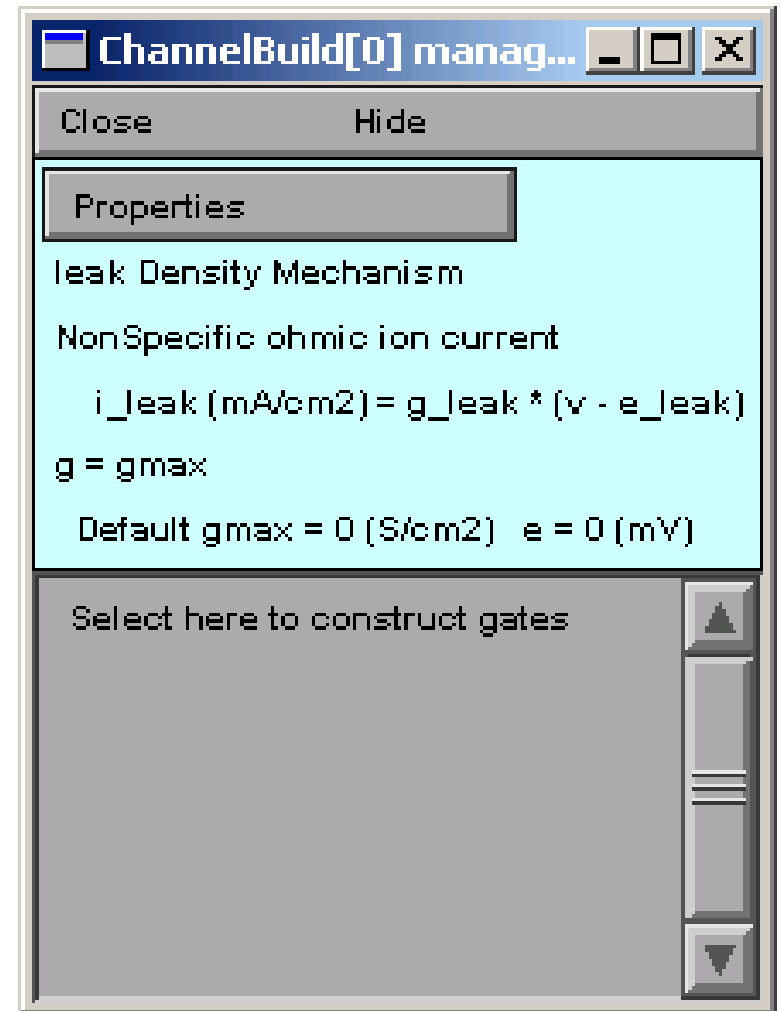 ChannelBuild[0] manag...
Close Hide
Properties
leak Density Mechanism
NonSpecific ohmic ion current
i_leak (mA/cm2) = g_leak * (v - e_leak)
g = gmax
Default gmax = 0 (S/cm2) e = 0 (mV)
Select here to construct gates